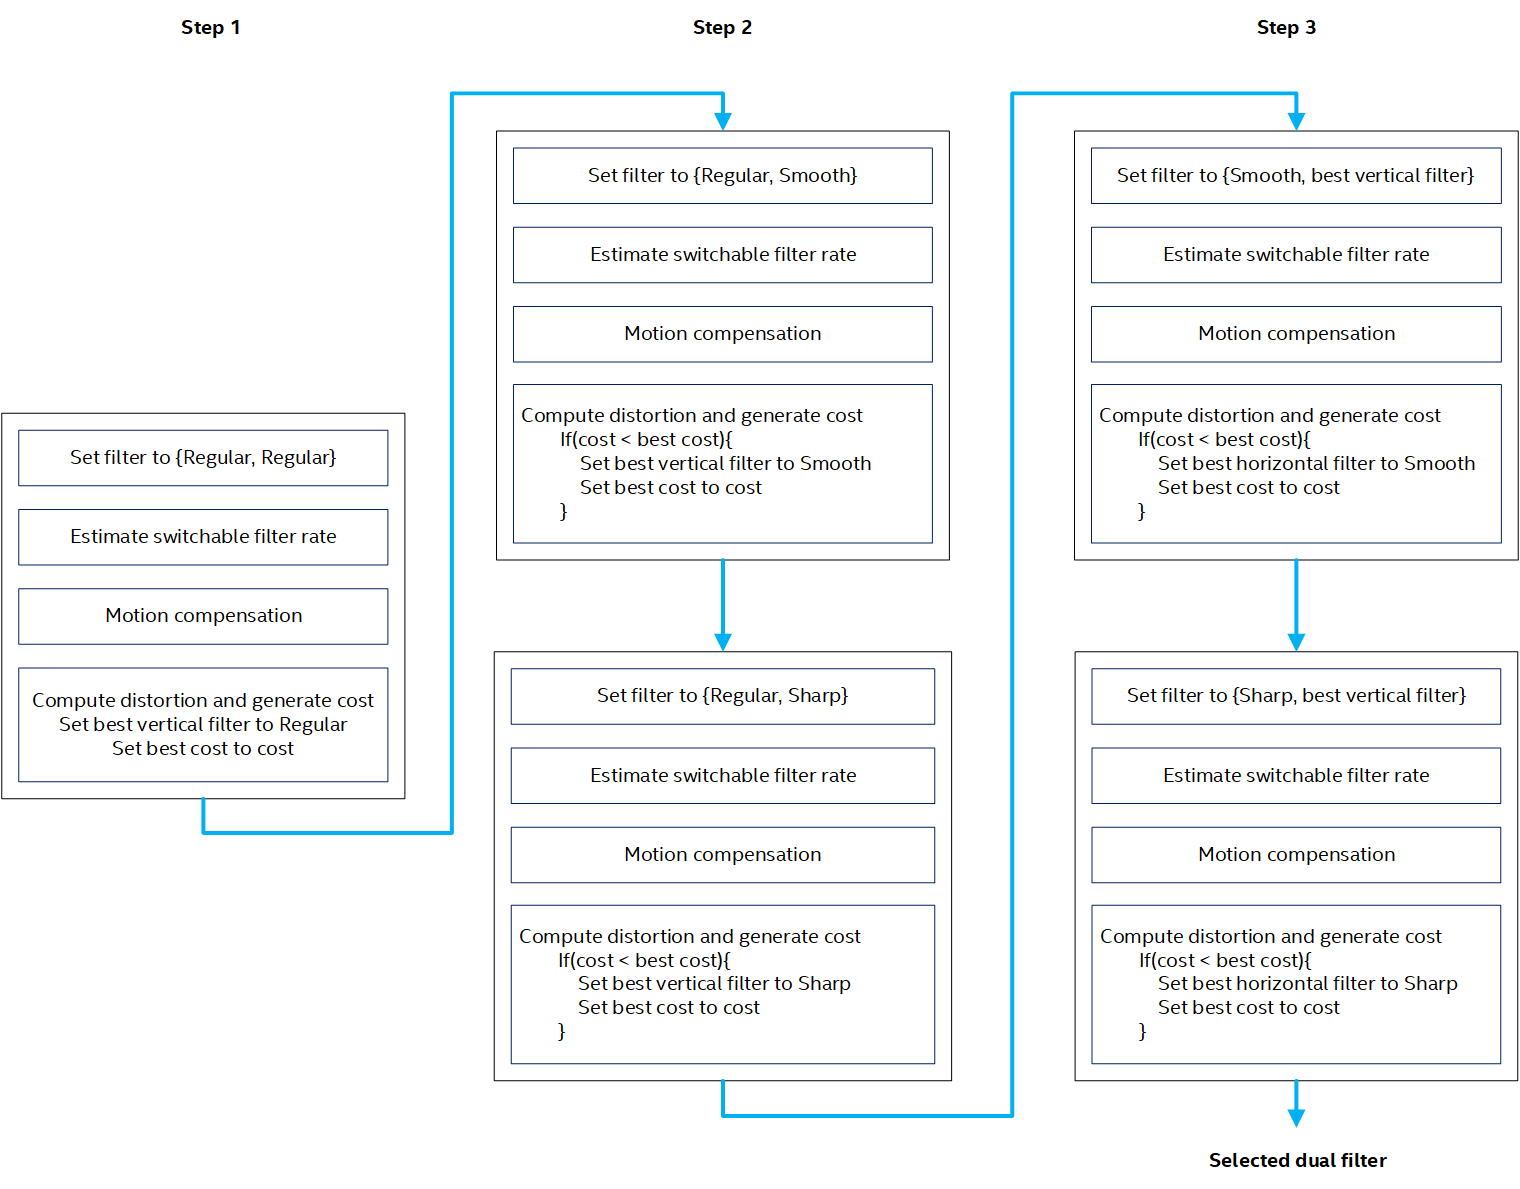 Step 1
Set filter to {Regular, Regular}
Estimate switchable filter rate
Motion compensation
Compute distortion and generate cost
Set best vertical filter to Regular
Set best cost to cost
Step 2
Set filter to {Regular, Smooth}
Estimate switchable filter rate
Motion compensation
Compute distortion and generate cost
If(cost < best cost){
Set best vertical filter to Smooth
Set best cost to cost
}
Set filter to {Regular, Sharp}
Estimate switchable filter rate
Motion compensation
Compute distortion and generate cost
If(cost < best cost){
Set best vertical filter to Sharp
Set best cost to cost
}
Step 3
Set filter to {Smooth, best vertical filter}
Estimate switchable filter rate
Motion compensation
Compute distortion and generate cost
If(cost < best cost){
Set best horizontal filter to Smooth
Set best cost to cost
}
Set filter to {Sharp, best vertical filter}
Estimate switchable filter rate
Motion compensation
Compute distortion and generate cost
If(cost < best cost){
Set best horizontal filter to Sharp
Set best cost to cost
}
Selected dual filter